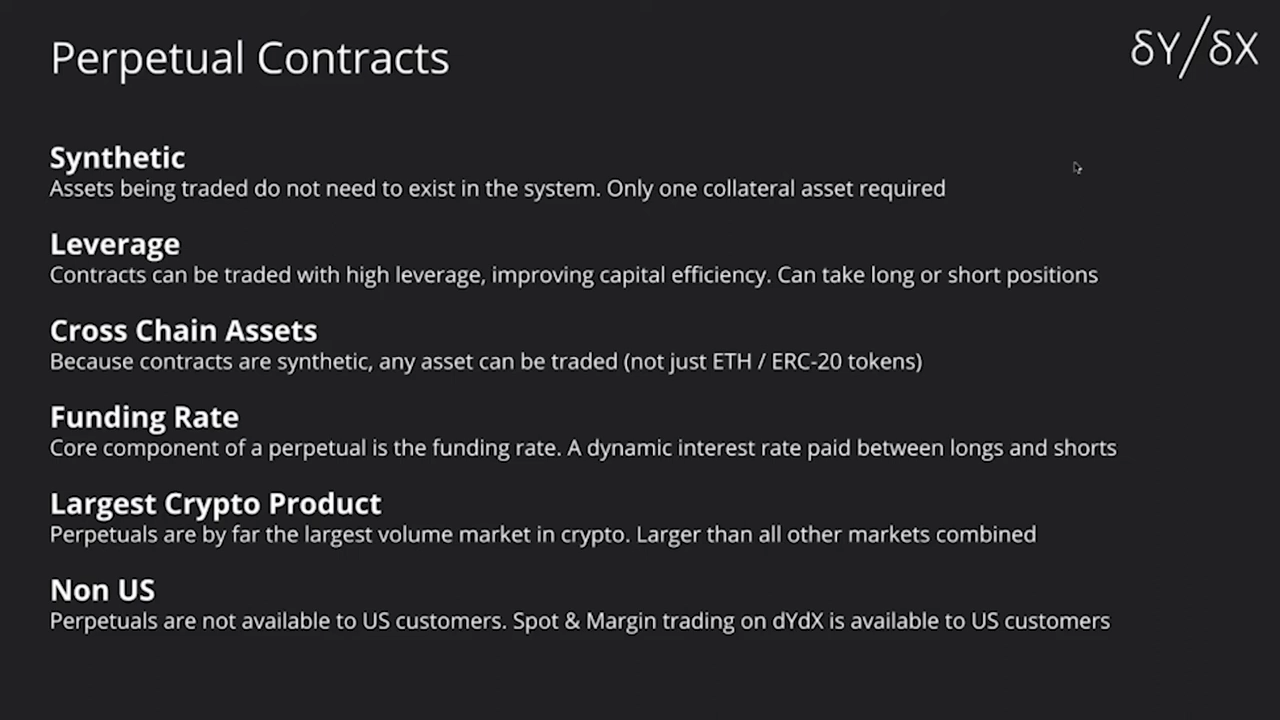 Perpetual Contracts
δY/δX
Synthetic
Assets being traded do not need to exist in the system. Only one collateral asset required
Leverage
Contracts can be traded with high leverage, improving capital efficiency. Can take long or short positions
Cross Chain Assets
Because contracts are synthetic, any asset can be traded (not just ETH / ERC-20 tokens)
Funding Rate
Core component of a perpetual is the funding rate. A dynamic interest rate paid between longs and shorts
Largest Crypto Product
Perpetuals are by far the largest volume market in crypto. Larger than all other markets combined
Non US
Perpetuals are not available to US customers. Spot & Margin trading on dYdX is available to US customers